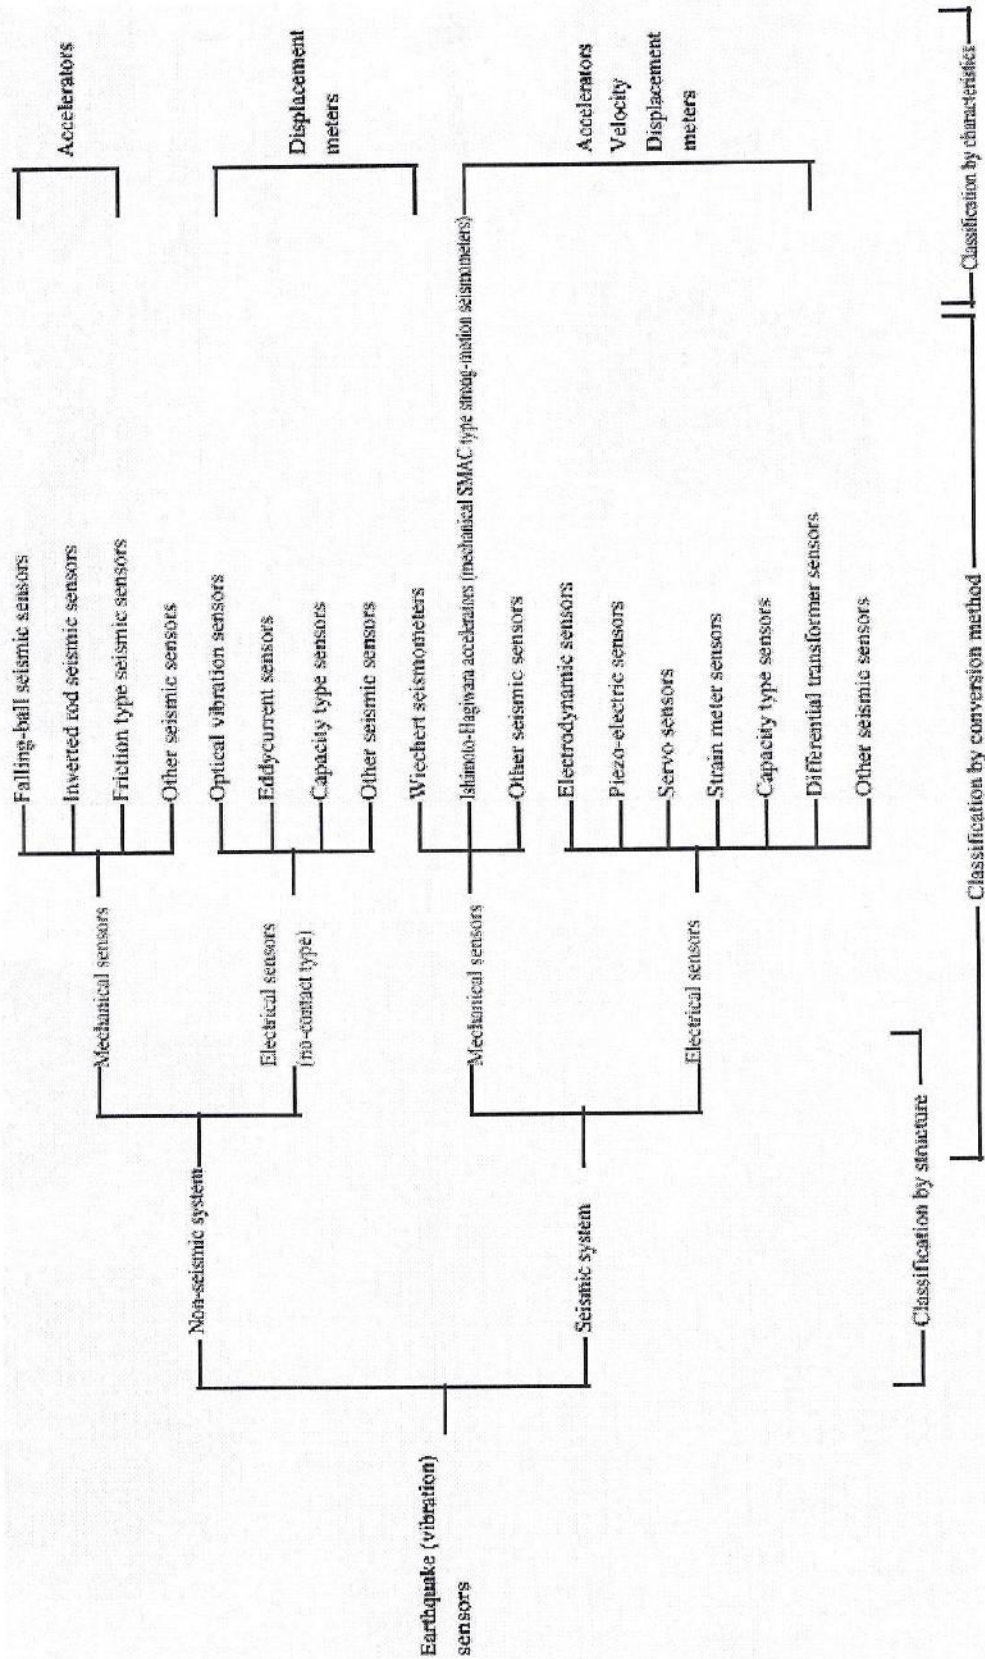 Earthquake (vibration)
sensors
Non-seismic system
Mechanical sensors
Falling-ball seismic sensors
Inverted rod seismic sensors
Friction type seismic sensors
Other seismic sensors
Accelerators
Electrical sensors
(no-contact type)
Optical vibration sensors
Eddycurrent sensors
Capacity type sensors
Other seismic sensors
Displacement
meters
Seismic system
Mechanical sensors
Wiechert seismometers
Ishimoto-Hagiwara accelerators (mechanical SMAC type strong-motion seismometers)
Other seismic sensors
Electrical sensors
Electrodynamic sensors
Piezo-electric sensors
Servo sensors
Strain meter sensors
Capacity type sensors
Differential transformer sensors
Other seismic sensors
Accelerators
Velocity
Displacement
meters
Classification by structure
Classification by conversion method
Classification by characteristics